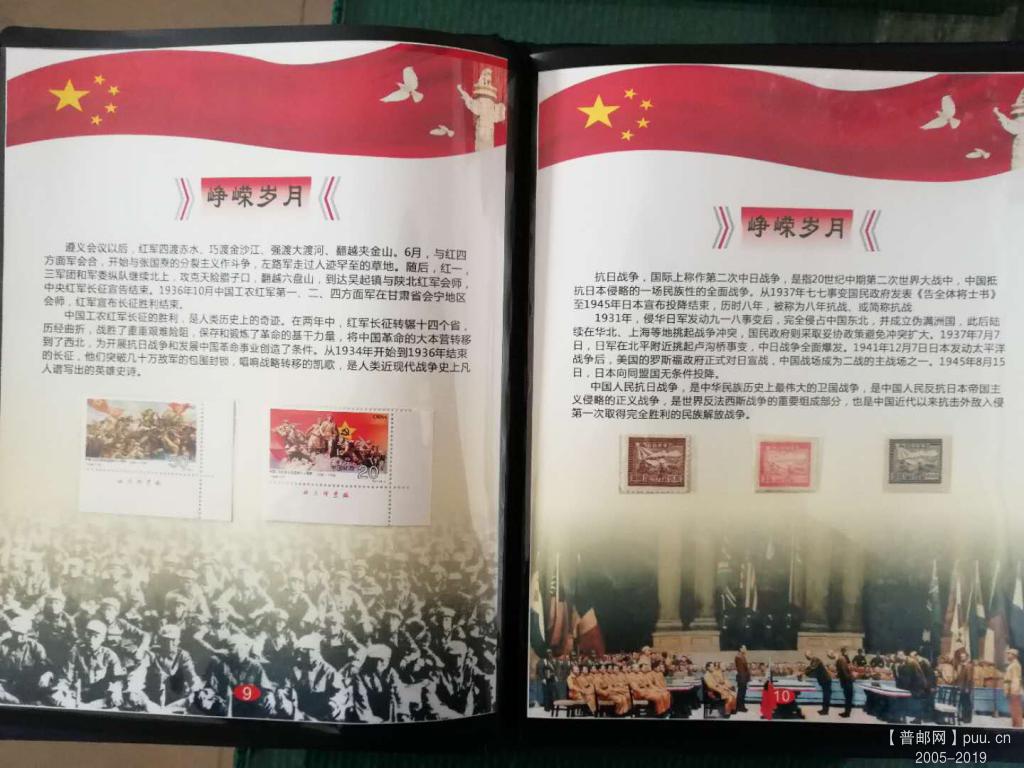 峥嵘岁月
遵义会议以后，红军四渡赤水、巧渡金沙江、强渡大渡河、翻越夹金山。6月，与红四
方面军会合，开始与张国焘的分裂主义作斗争，左路军走过人迹罕至的草地。随后，红一，
三军团和军委纵队继续北上，攻克天险腊子口，翻越六盘山，到达吴起镇与陕北红军会师，
中央红军长征宣告结束。1936年10月中国工农红军第一、二、四方面军在甘肃省会宁地区
会师，红军宣布长征胜利结束。
中国工农红军长征的胜利，是人类历史上的奇迹。在两年中，红军长征转辗十四个省，
历经曲折，战胜了重重艰难险阻，保存和锻炼了革命的基干力量，将中国革命的大本营转移
到了西北，为开展抗日战争和发展中国革命事业创造了条件。从1934年开始到1936年结束
的长征，他们突破几十万敌军的包围封锁，唱响战略转移的凯歌，是人类近现代战争史上凡
人谱写出的英雄史诗。
20
9
峥嵘岁月
抗日战争，国际上称作第二次中日战争，是指20世纪中期第二次世界大战中，中国抵
抗日本侵略的一场民族性的全面战争。从1937年七七事变国民政府发表《告全体将士书》
至1945年日本宣布投降结束，历时八年，被称为八年抗战、或简称抗战
1931年，侵华日军发动九一八事变后，完全侵占中国东北，并成立伪满洲国，此后陆
续在华北、上海等地挑起战争冲突，国民政府则采取妥协政策避免冲突扩大。1937年7月7
日，日军在北平附近挑起卢沟桥事变，中日战争全面爆发。1941年12月7日日本发动太平洋
战争后，美国的罗斯福政府正式对日宣战，中国战场成为二战的主战场之一。1945年8月15
日，日本向同盟国无条件投降。
中国人民抗日战争，是中华民族历史上最伟大的卫国战争，是中国人民反抗日本帝国主
义侵略的正义战争，是世界反法西斯战争的重要组成部分，也是中国近代以来抗击外敌入侵
第一次取得完全胜利的民族解放战争。
10
【普邮网】puu.cn
2005-2019